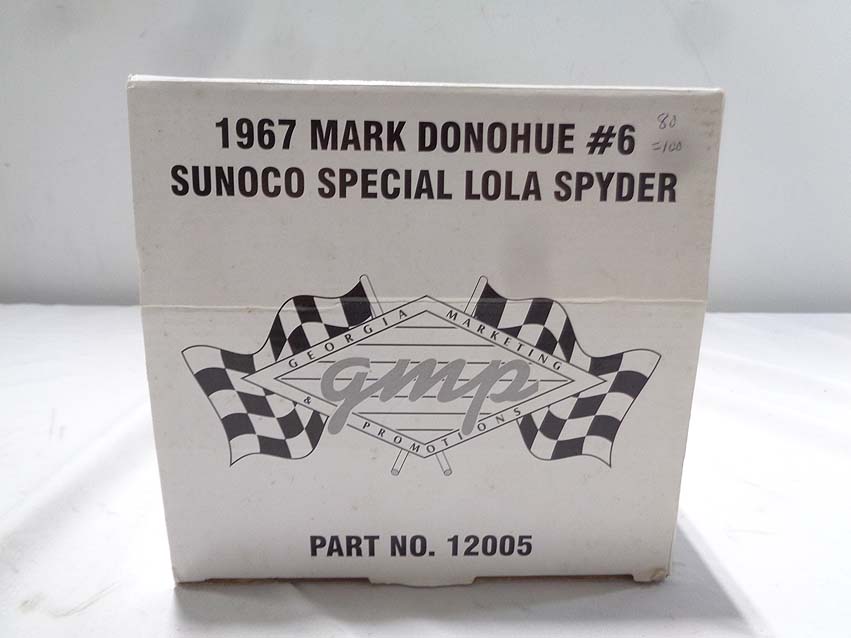 1967 MARK DONOHUE #6
80
=100
SUNOCO SPECIAL LOLA SPYDER
GEORGIA MARKETING
gmp
& PROMOTIONS
PART NO. 12005